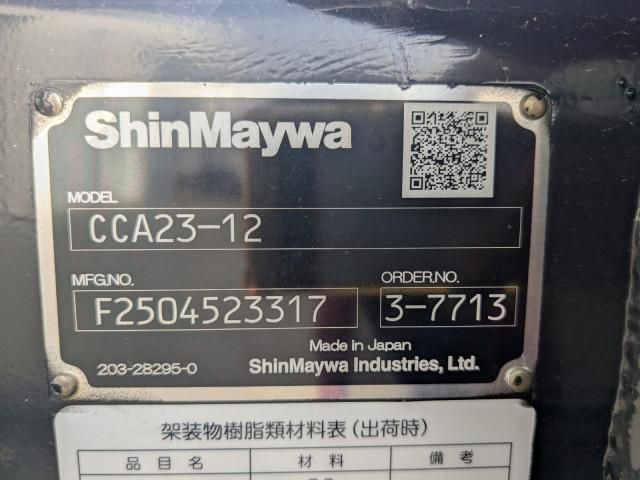 ShinMaywa
MODEL
CCA23-12
MFG.NO. ORDER.NO.
F2504523317 3-7713
Made in Japan
203-28295-0 ShinMaywa Industries, Ltd.
架装物樹脂類材料表(出荷時)
品目名 材料 備考